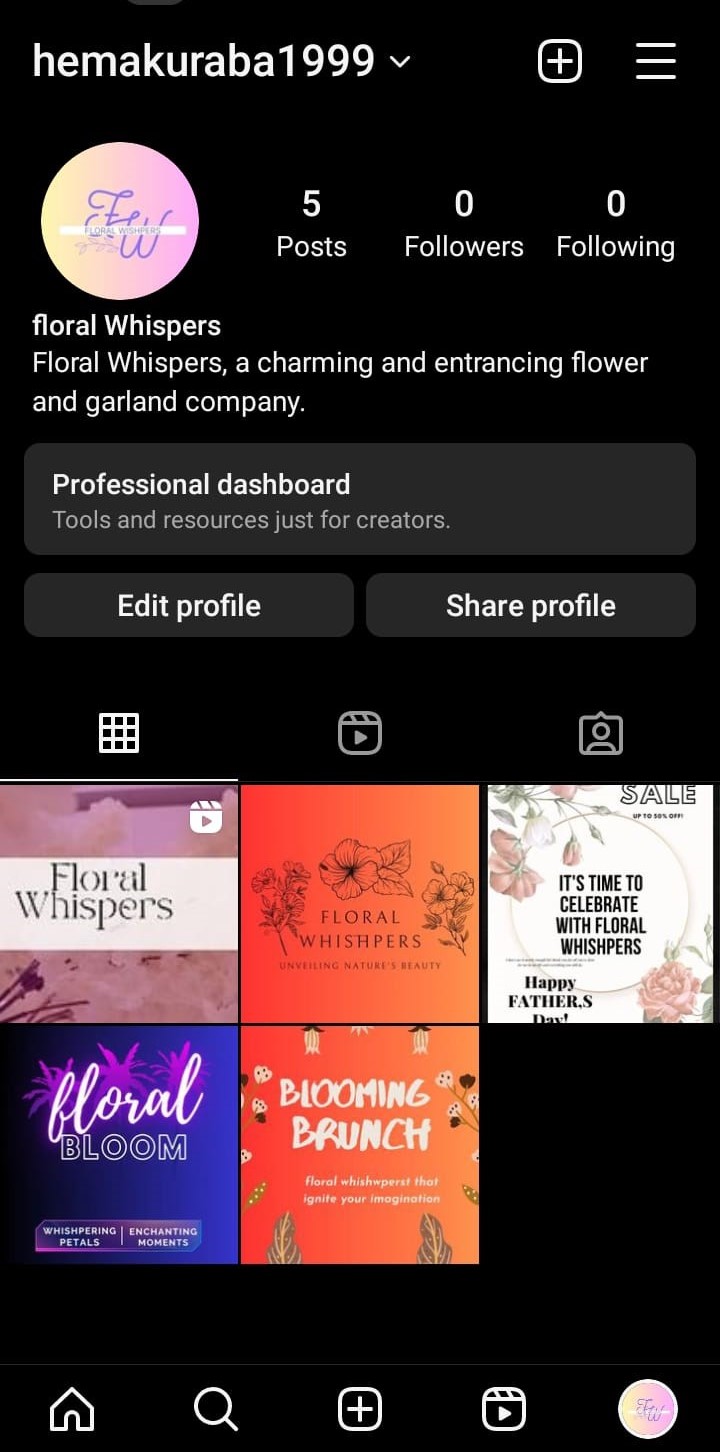 hemakuraba1999
FW
FLORAL WISHPERS
5
0
0
Posts
Followers
Following
floral Whispers
Floral Whispers, a charming and entrancing flower
and garland company.
Professional dashboard
Tools and resources just for creators.
Edit profile
Share profile
Floral
Whispers
FLORAL
WHISHPERS
UNVEILING NATURE'S BEAUTY
SALE
UP TO 50% OFF!
IT'S TIME TO
CELEBRATE
WITH FLORAL
WHISHPERS
Happy
FATHER,S
Day!
floral
BLOOM
WHISHPERING
PETALS
ENCHANTING
MOMENTS
BLOOMING
BRUNCH
floral whishwperst that
ignite your imagination
FW